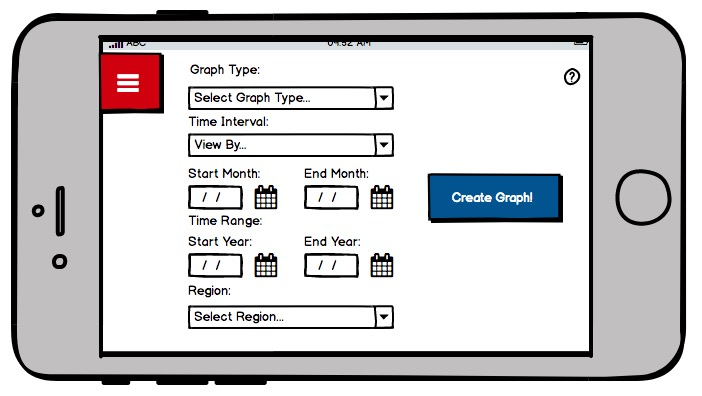 ABC 09:52 AM
Graph Type:
?
Select Graph Type...
Time Interval:
View By...
Start Month: End Month:
/ / / /
Create Graph!
Time Range:
Start Year: End Year:
/ / / /
Region:
Select Region...